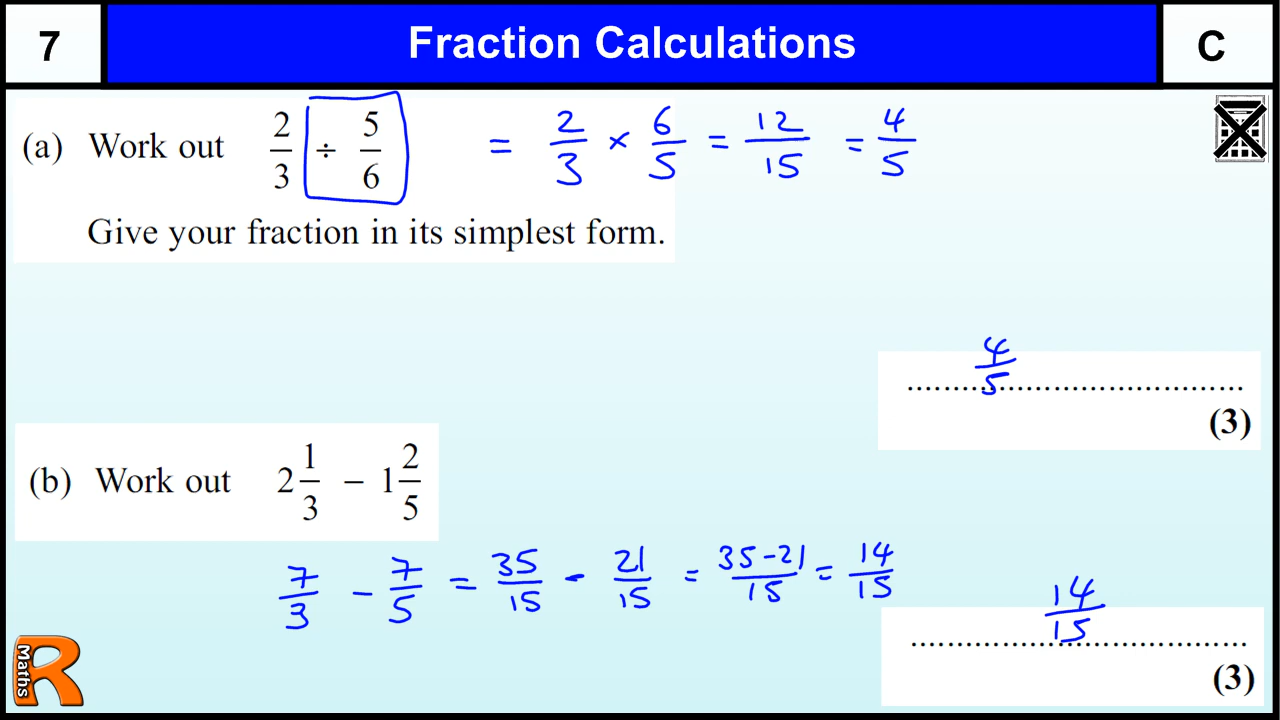 7 Fraction Calculations C
(a) Work out 2/3 ÷ 5/6 = 2/3 × 6/5 = 12/15 = 4/5
Give your fraction in its simplest form.
4/5
........................................
(3)
(b) Work out 2 1/3 − 1 2/5
7/3 − 7/5 = 35/15 - 21/15 = 35-21/15 = 14/15
14/15
........................................
(3)
R Maths